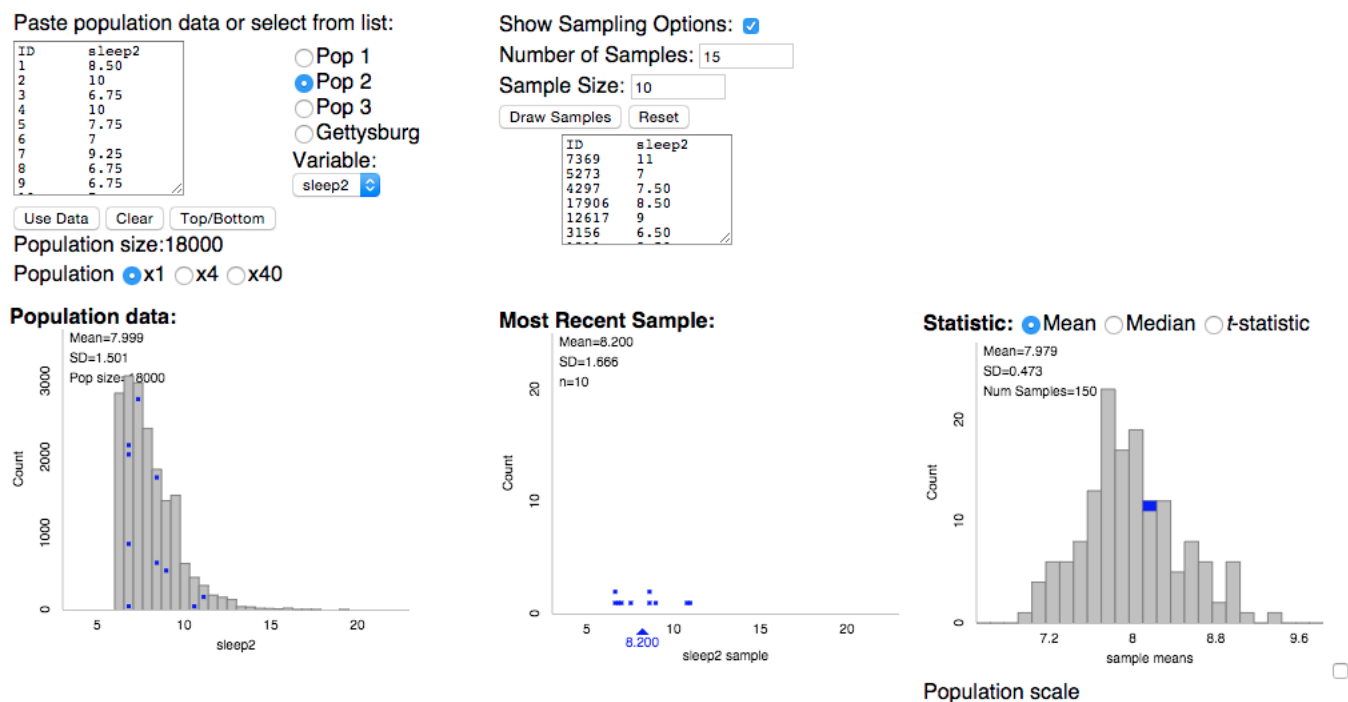 Paste population data or select from list:
ID sleep2
1 8.50
2 10
3 6.75
4 10
5 7.75
6 7
7 9.25
8 6.75
9 6.75
Pop 1
Pop 2
Pop 3
Gettysburg
Variable:
sleep2
Use Data Clear Top/Bottom
Population size:18000
Population x1 x4 x40
Show Sampling Options:
Number of Samples: 15
Sample Size: 10
Draw Samples Reset
ID sleep2
7369 11
5273 7
4297 7.50
17906 8.50
12617 9
3156 6.50
Population data:
Mean=7.999
SD=1.501
Pop size=18000
Count
3000
2000
1000
0
5 10 15 20
sleep2
Most Recent Sample:
Mean=8.200
SD=1.666
n=10
Count
20
10
0
5 10 15 20
8.200
sleep2 sample
Statistic: Mean Median t-statistic
Mean=7.979
SD=0.473
Num Samples=150
Count
20
10
0
7.2 8 8.8 9.6
sample means
Population scale